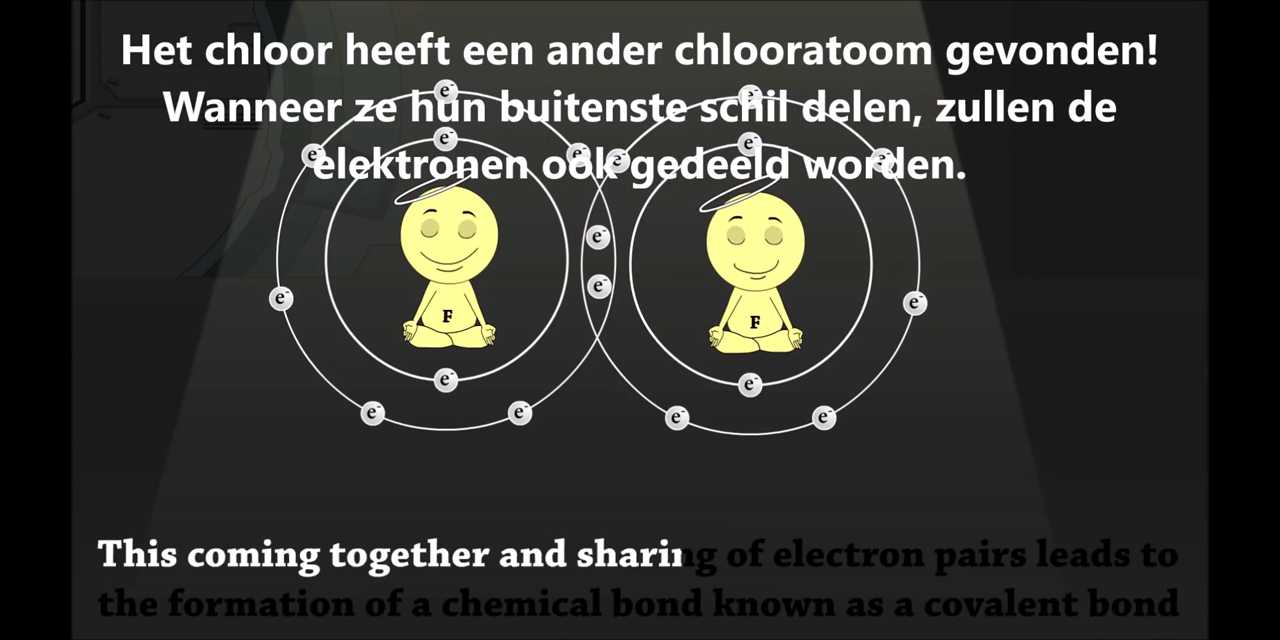 Het chloor heeft een ander chlooratoom gevonden!
Wanneer ze hun buitenste schil delen, zullen de
elektronen ook gedeeld worden.
e-
e-
e-
e-
e-
e-
e-
e-
e-
e-
F
F
e-
e-
e-
e-
e-
e-
e-
e-
This coming together and sharing of electron pairs leads to
the formation of a chemical bond known as a covalent bond